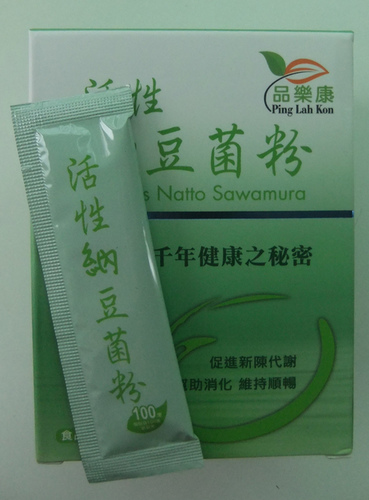 品樂康
Ping Lah Kon
活性
豆菌粉
s Natto Sawamura
千年健康之秘密
促進新陳代謝
幫助消化 維持順暢
食
活性納豆菌粉
100